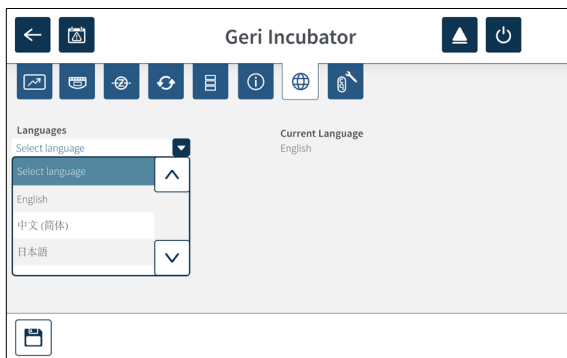 Geri Incubator
Languages
Select language
Select language
English
中文 (简体)
日本語
Current Language
English